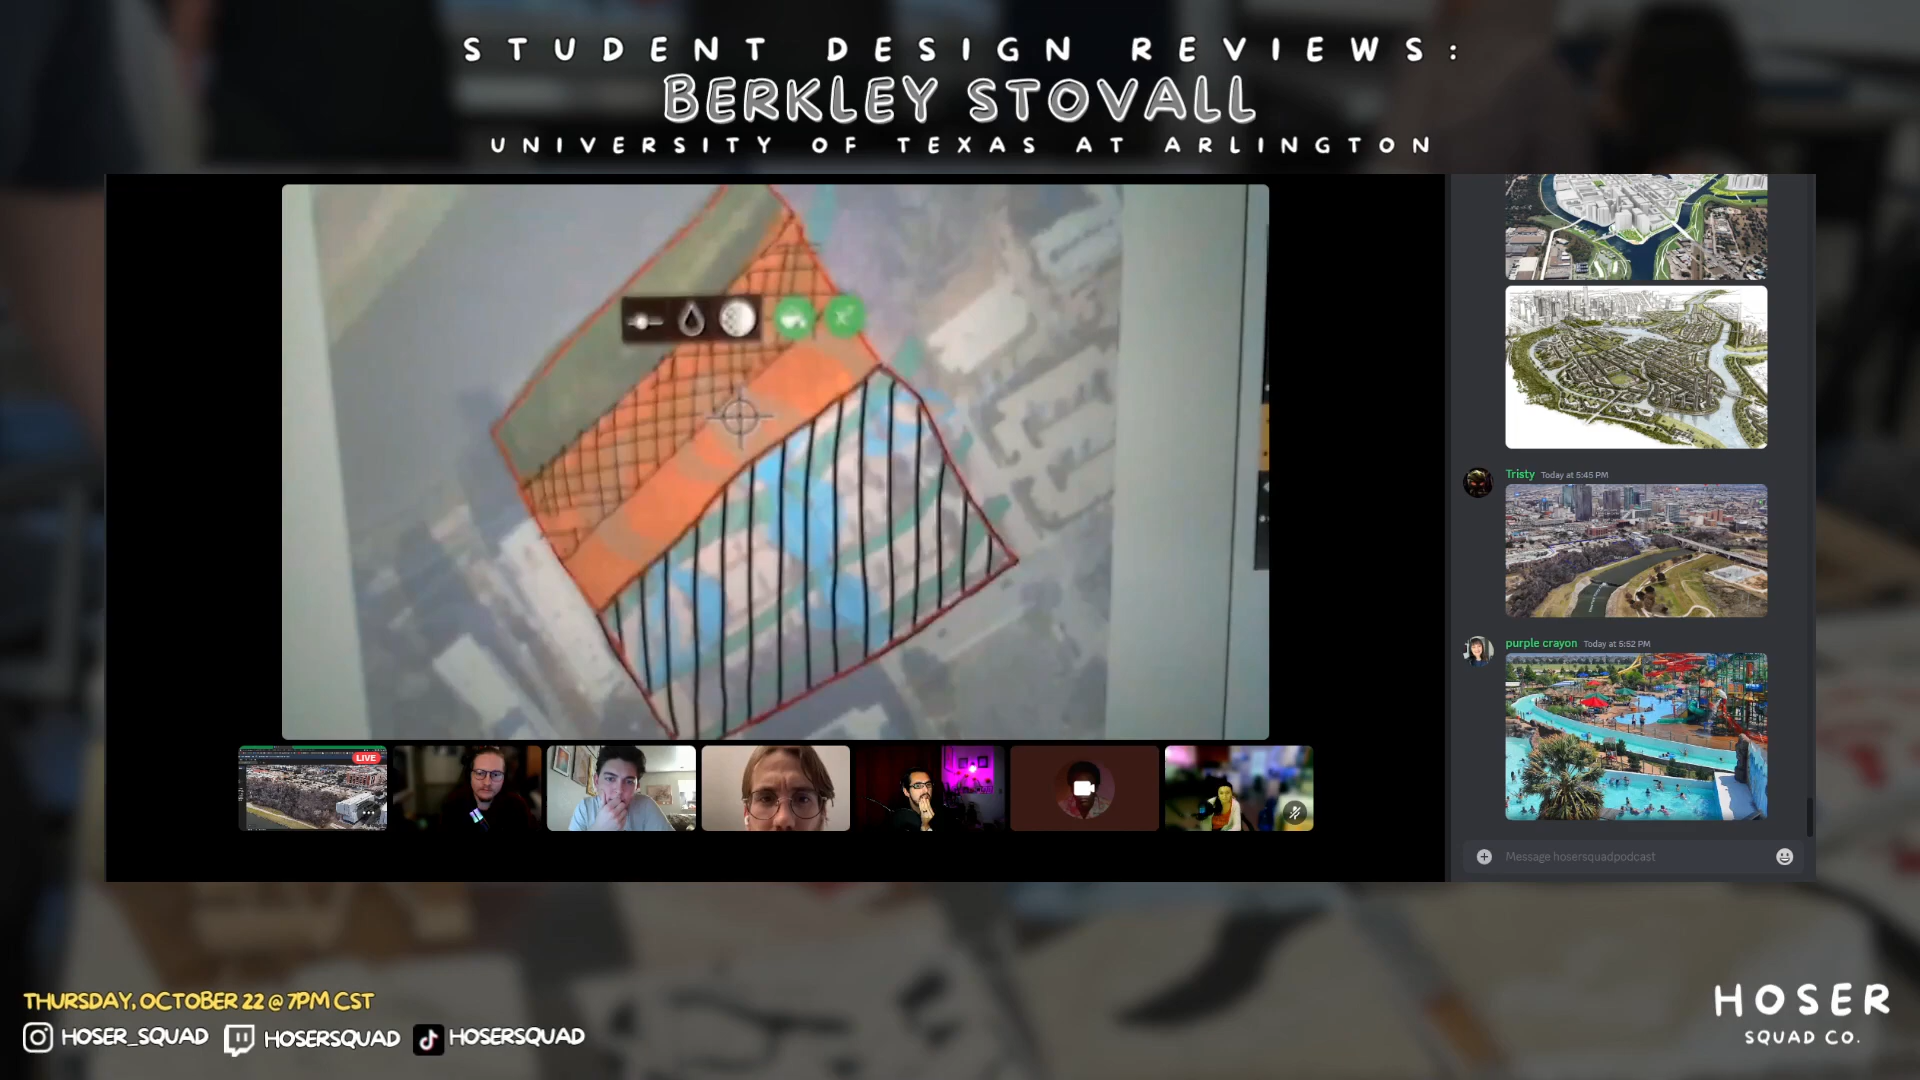 STUDENT DESIGN REVIEWS:
BERKLEY STOVALL
UNIVERSITY OF TEXAS AT ARLINGTON
Tristy Today at 5:45 PM
purple crayon Today at 5:52 PM
LIVE
Message hosersquadpodcast
THURSDAY, OCTOBER 22 @ 7PM CST
HOSER_SQUAD HOSERSQUAD HOSERSQUAD
HOSER
SQUAD CO.